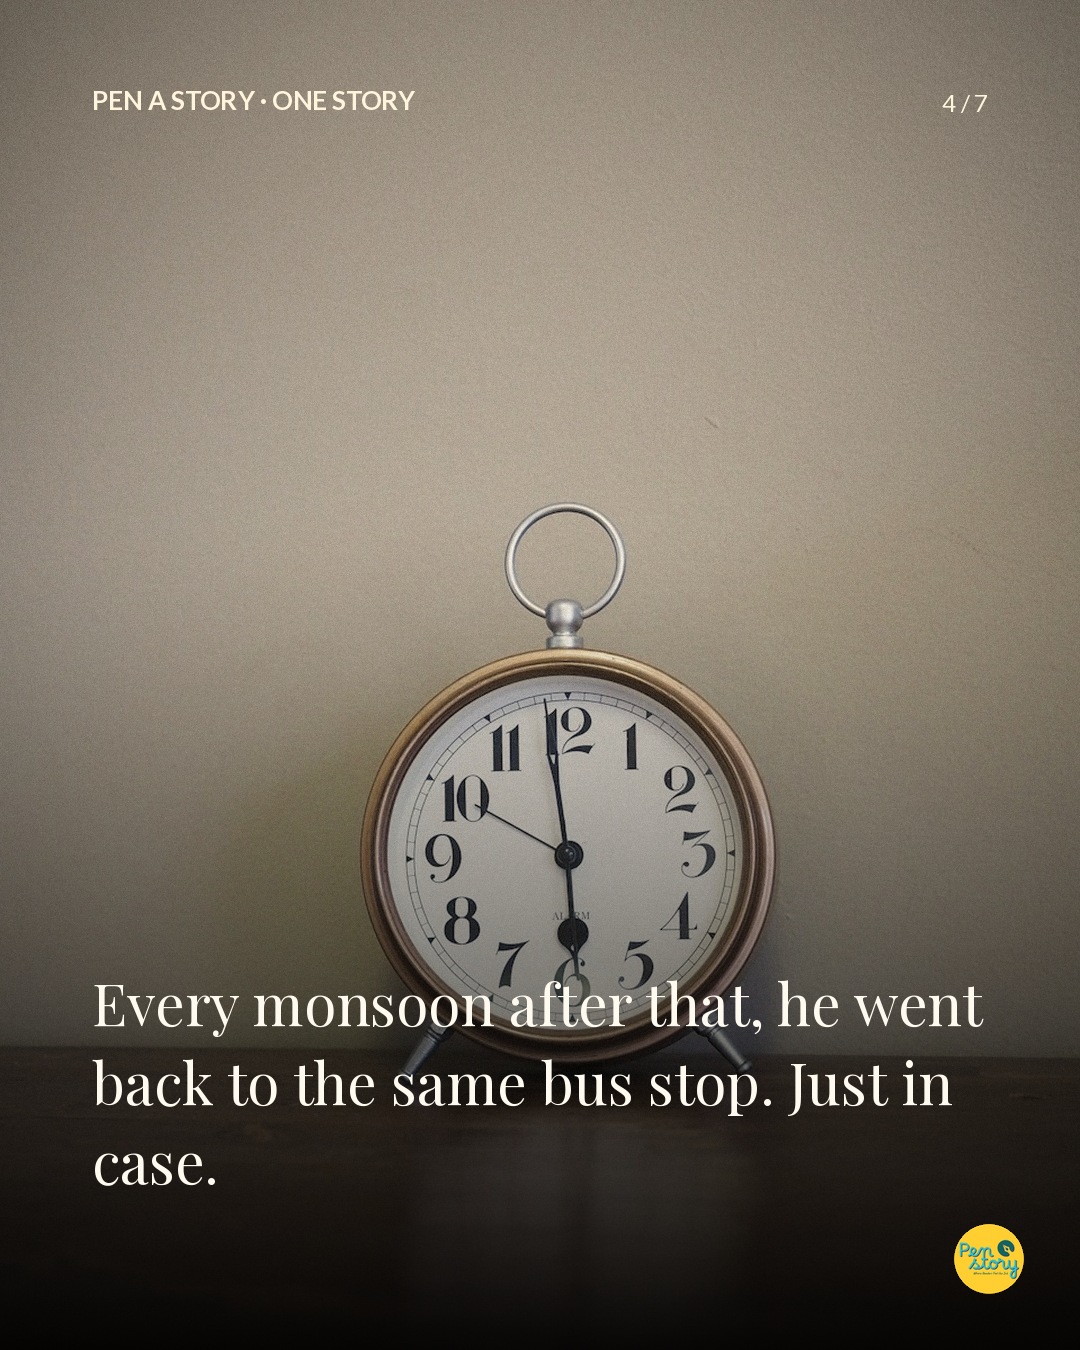 PEN A STORY · ONE STORY
4 / 7
12
11
1
10
2
9
3
8
4
7
5
6
ALARM
Every monsoon after that, he went
back to the same bus stop. Just in
case.
Pen
story